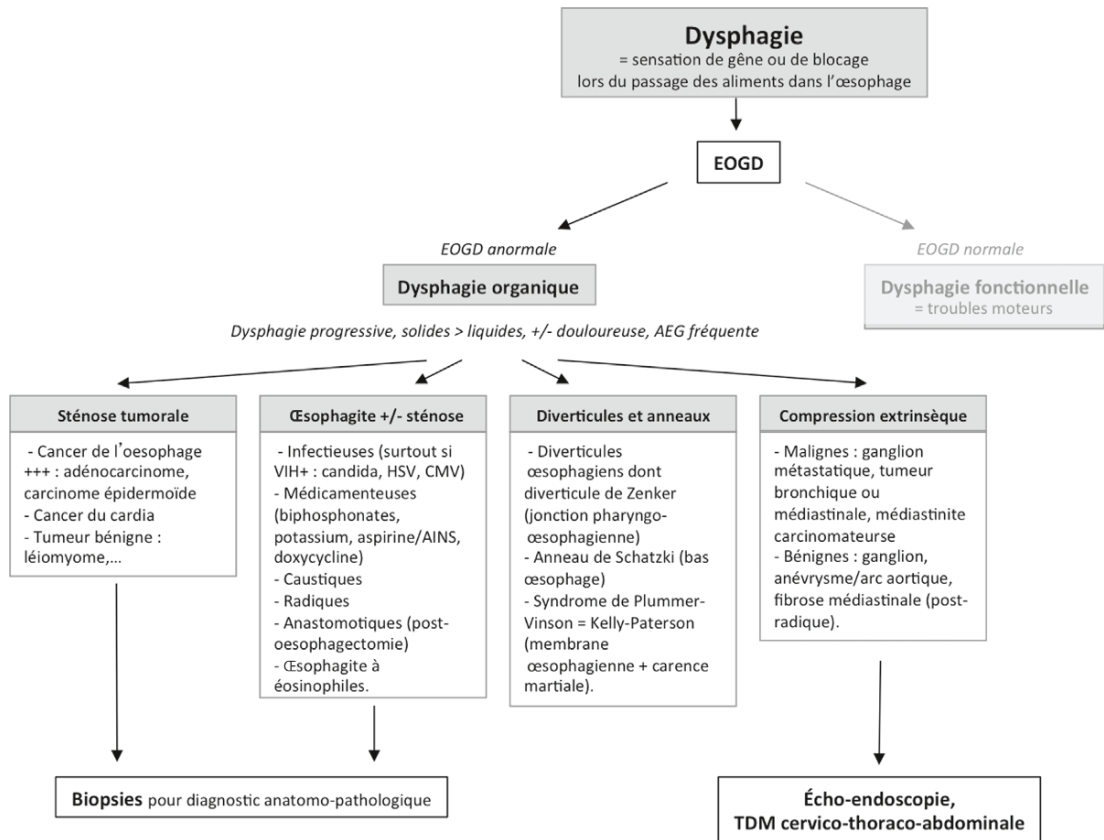 Dysphagie
= sensation de gêne ou de blocage
lors du passage des aliments dans l'œsophage
EOGD
EOGD anormale
Dysphagie organique
EOGD normale
Dysphagie fonctionnelle
= troubles moteurs
Dysphagie progressive, solides > liquides, +/- douloureuse, AEG fréquente
Sténose tumorale
- Cancer de l'oesophage
+++ : adénocarcinome,
carcinome épidermoïde
- Cancer du cardia
- Tumeur bénigne :
léiomyome,...
Œsophagite +/- sténose
- Infectieuses (surtout si
VIH+ : candida, HSV, CMV)
- Médicamenteuses
(biphosphonates,
potassium, aspirine/AINS,
doxycycline)
- Caustiques
- Radiques
- Anastomotiques (post-
oesophagectomie)
- Œsophagite à
éosinophiles.
Diverticules et anneaux
- Diverticules
œsophagiens dont
diverticule de Zenker
(jonction pharyngo-
œsophagienne)
- Anneau de Schatzki (bas
œsophage)
- Syndrome de Plummer-
Vinson = Kelly-Paterson
(membrane
œsophagienne + carence
martiale).
Compression extrinsèque
- Malignes : ganglion
métastatique, tumeur
bronchique ou
médiastinale, médiastinite
carcinomateurse
- Bénignes : ganglion,
anévrysme/arc aortique,
fibrose médiastinale (post-
radique).
Biopsies pour diagnostic anatomo-pathologique
Écho-endoscopie,
TDM cervico-thoraco-abdominale